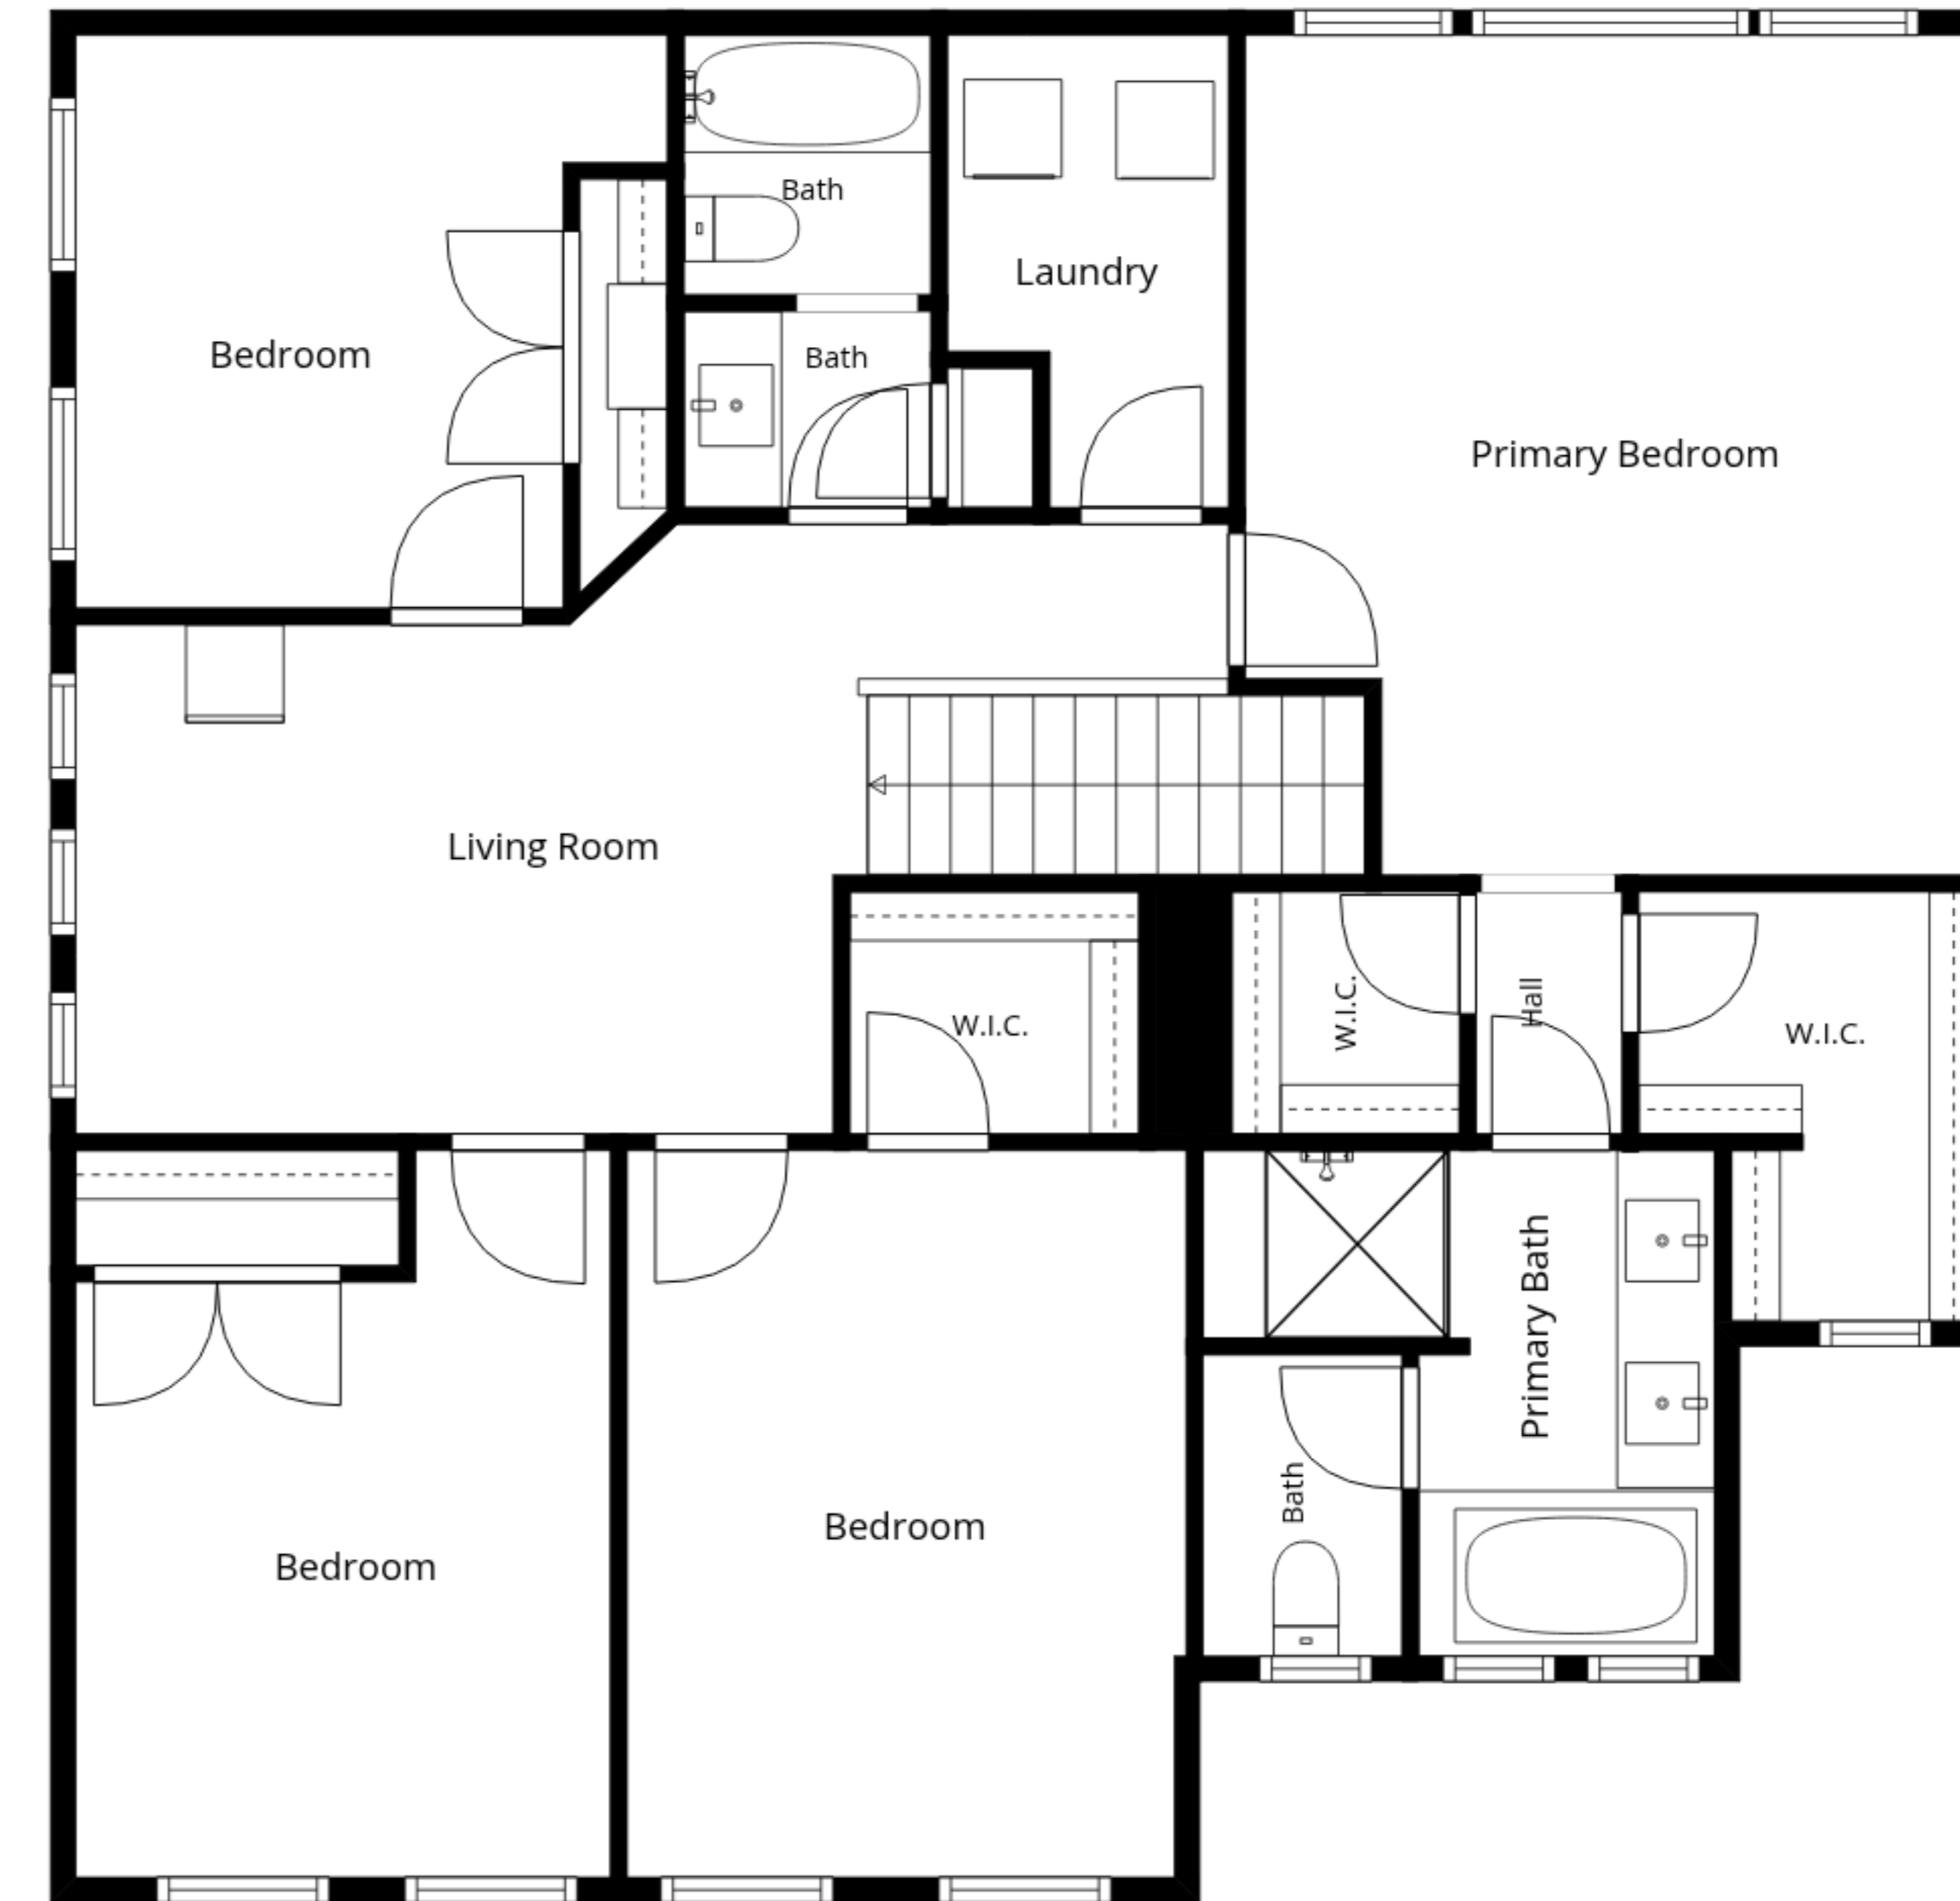 Bath
Laundry
Bedroom
Bath
Primary Bedroom
Living Room
W.I.C.
W.I.C.
Hall
W.I.C.
Primary Bath
Bath
Bedroom
Bedroom